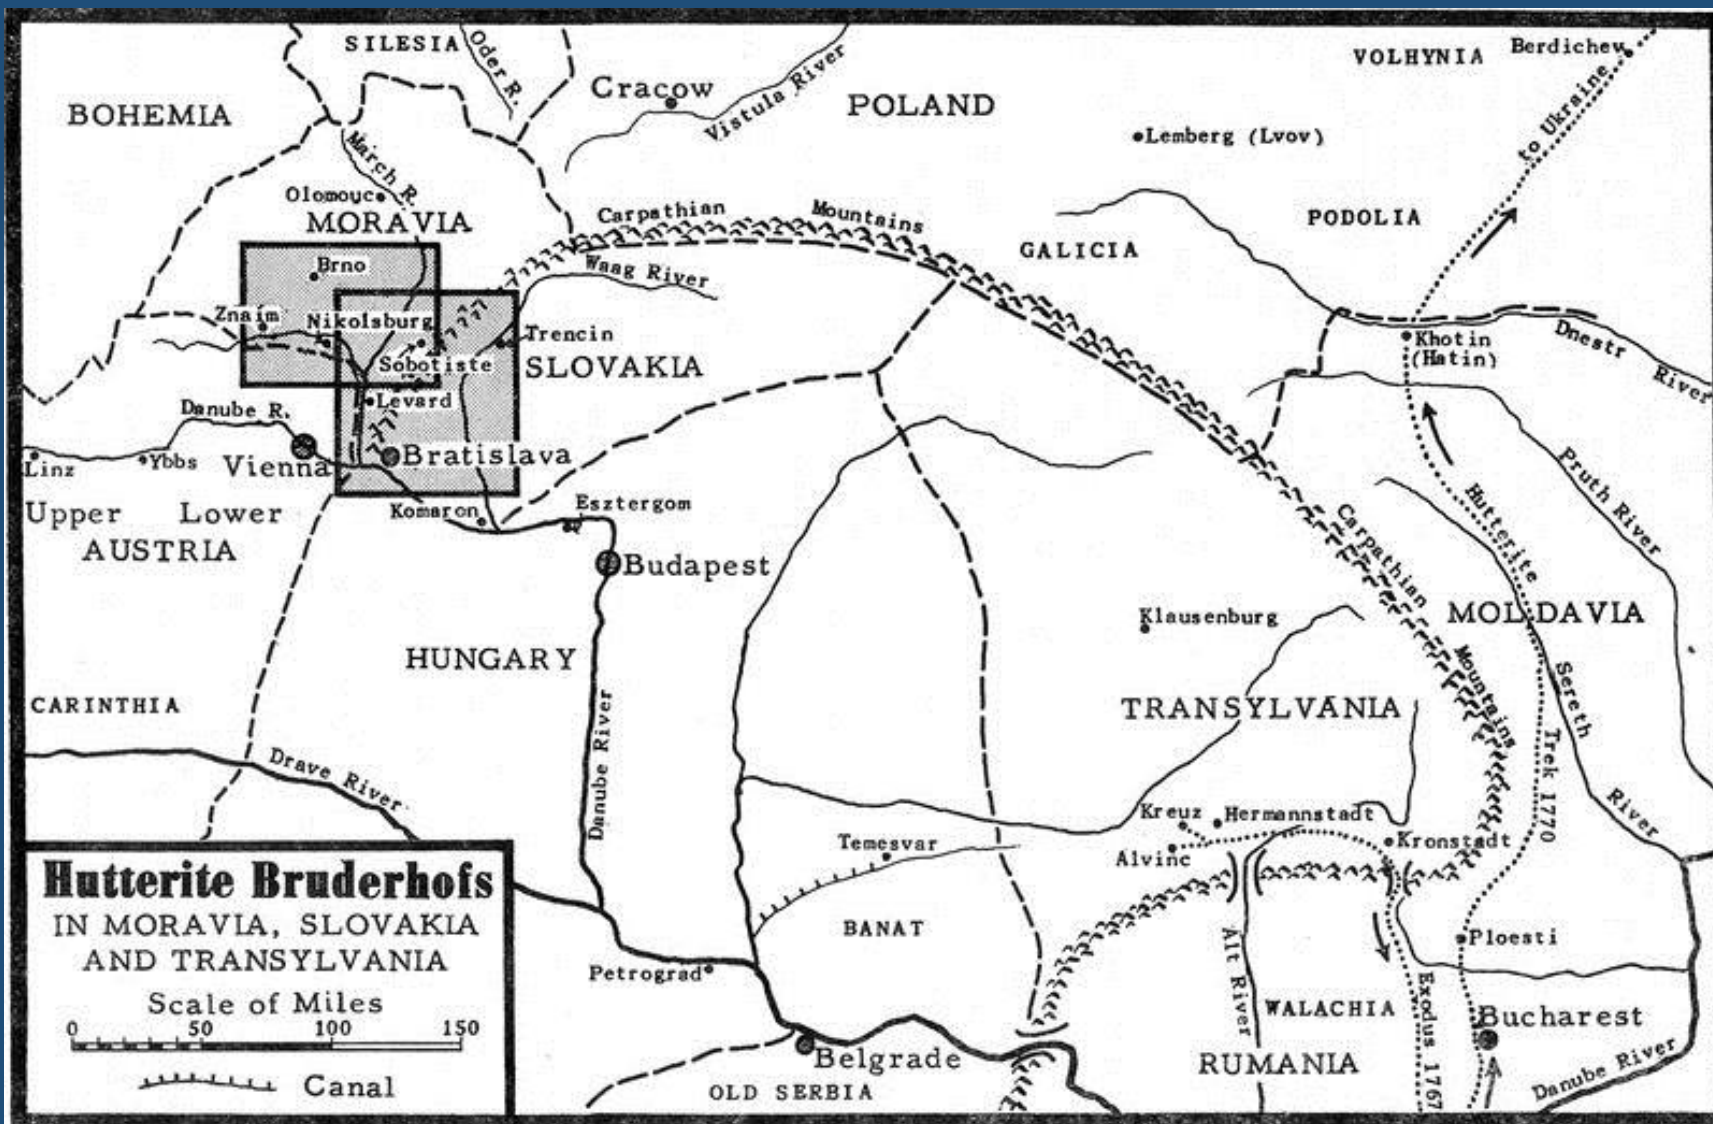 SILESIA
Oder R.
BOHEMIA
Cracow
Vistula River
POLAND
VOLHYNIA
Berdichew
to Ukraine
Lemberg (Lvov)
March R.
Olomouc
MORAVIA
Carpathian Mountains
PODOLIA
GALICIA
Brno
Waag River
Znaim
Nikolsburg
Trencin
Sobotiste
SLOVAKIA
Khotin
(Hatin)
Dnestr River
Levard
Danube R.
Linz
Ybbs
Vienna
Bratislava
Upper Lower
AUSTRIA
Komaron
Esztergom
Budapest
Pruth River
Carpathian Mountains
Hutterite Trek 1770
Klausenburg
MOLDAVIA
HUNGARY
Sereth River
CARINTHIA
TRANSYLVANIA
Drave River
Danube River
Kreuz
Hermannstadt
Temesvar
Alvinc
Kronstadt
BANAT
Alt River
Ploesti
Petrograd
Exodus 1767
WALACHIA
Bucharest
Belgrade
RUMANIA
OLD SERBIA
Danube River
Hutterite Bruderhofs
IN MORAVIA, SLOVAKIA
AND TRANSYLVANIA
Scale of Miles
0 50 100 150
Canal